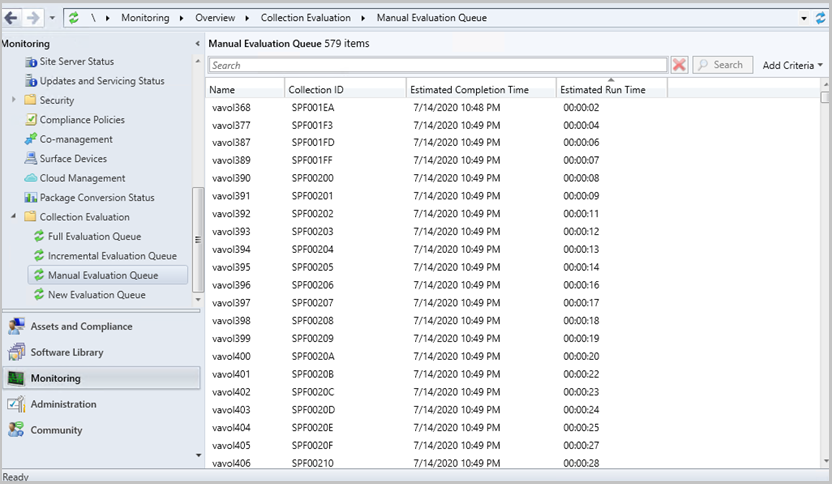 \ Monitoring Overview Collection Evaluation Manual Evaluation Queue
Monitoring
Site Server Status
Updates and Servicing Status
Security
Compliance Policies
Co-management
Surface Devices
Cloud Management
Package Conversion Status
Collection Evaluation
Full Evaluation Queue
Incremental Evaluation Queue
Manual Evaluation Queue
New Evaluation Queue
Assets and Compliance
Software Library
Monitoring
Administration
Community
Manual Evaluation Queue 579 items
Search Search Add Criteria
Name Collection ID Estimated Completion Time Estimated Run Time
vavol368 SPF001EA 7/14/2020 10:48 PM 00:00:02
vavol377 SPF001F3 7/14/2020 10:49 PM 00:00:04
vavol387 SPF001FD 7/14/2020 10:49 PM 00:00:06
vavol389 SPF001FF 7/14/2020 10:49 PM 00:00:07
vavol390 SPF00200 7/14/2020 10:49 PM 00:00:08
vavol391 SPF00201 7/14/2020 10:49 PM 00:00:09
vavol392 SPF00202 7/14/2020 10:49 PM 00:00:11
vavol393 SPF00203 7/14/2020 10:49 PM 00:00:12
vavol394 SPF00204 7/14/2020 10:49 PM 00:00:13
vavol395 SPF00205 7/14/2020 10:49 PM 00:00:14
vavol396 SPF00206 7/14/2020 10:49 PM 00:00:16
vavol397 SPF00207 7/14/2020 10:49 PM 00:00:17
vavol398 SPF00208 7/14/2020 10:49 PM 00:00:18
vavol399 SPF00209 7/14/2020 10:49 PM 00:00:19
vavol400 SPF0020A 7/14/2020 10:49 PM 00:00:20
vavol401 SPF0020B 7/14/2020 10:49 PM 00:00:22
vavol402 SPF0020C 7/14/2020 10:49 PM 00:00:23
vavol403 SPF0020D 7/14/2020 10:49 PM 00:00:24
vavol404 SPF0020E 7/14/2020 10:49 PM 00:00:25
vavol405 SPF0020F 7/14/2020 10:49 PM 00:00:27
vavol406 SPF00210 7/14/2020 10:49 PM 00:00:28
Ready